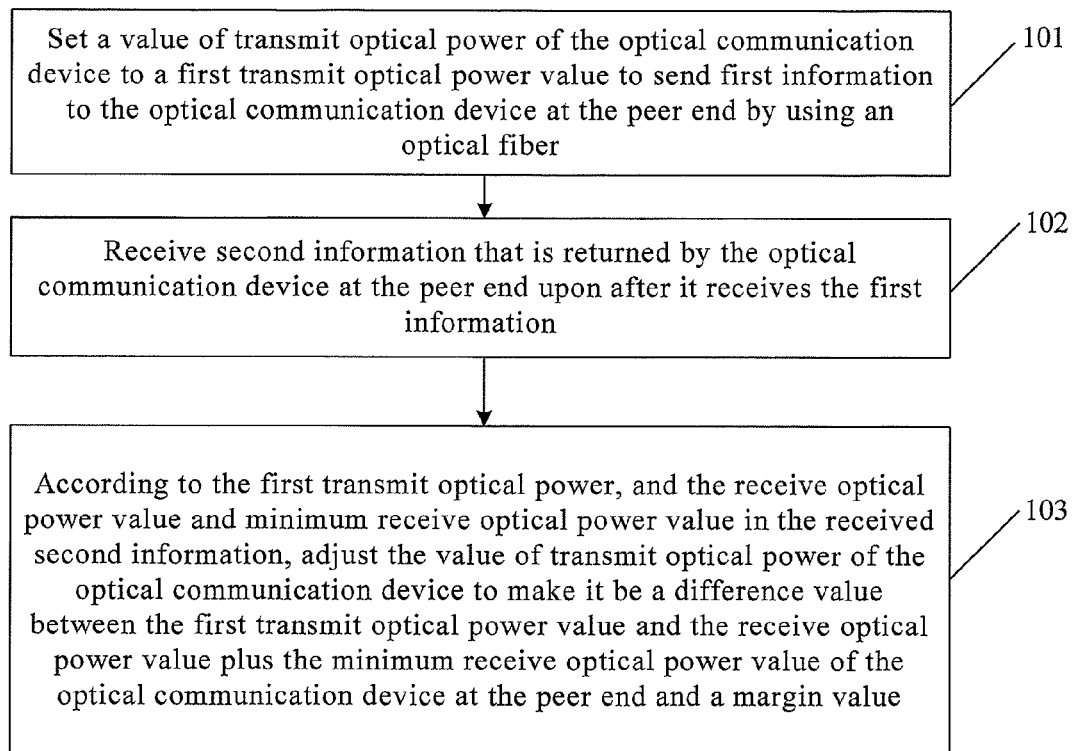 Set a value of transmit optical power of the optical communication
device to a first transmit optical power value to send first information
to the optical communication device at the peer end by using an
optical fiber
101
Receive second information that is returned by the optical
communication device at the peer end upon after it receives the first
information
102
According to the first transmit optical power, and the receive optical
power value and minimum receive optical power value in the received
second information, adjust the value of transmit optical power of the
optical communication device to make it be a difference value
between the first transmit optical power value and the receive optical
power value plus the minimum receive optical power value of the
optical communication device at the peer end and a margin value
103